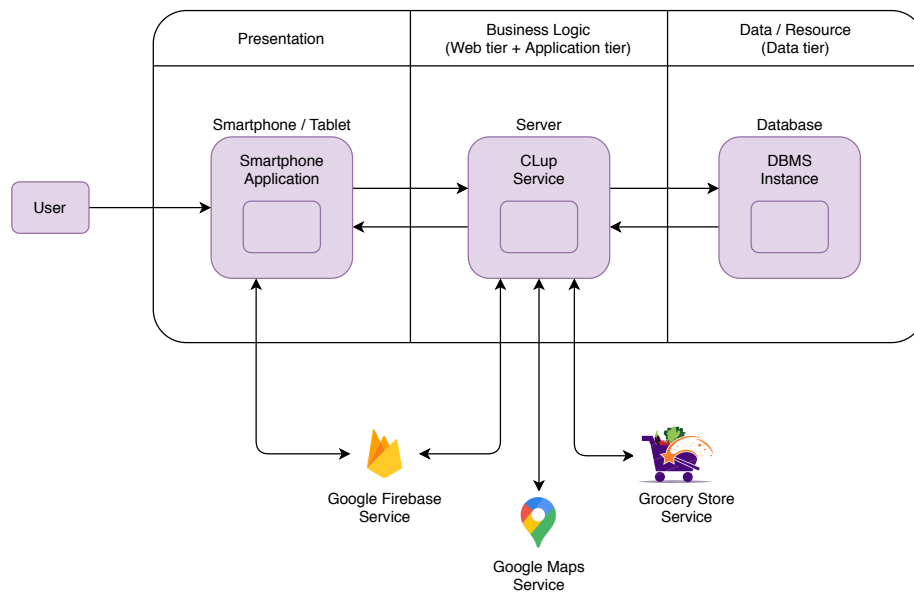 Presentation
Business Logic
(Web tier + Application tier)
Data / Resource
(Data tier)
Smartphone / Tablet
Server
Database
Smartphone
Application
CLup
Service
DBMS
Instance
User
Google Firebase
Service
Grocery Store
Service
Google Maps
Service